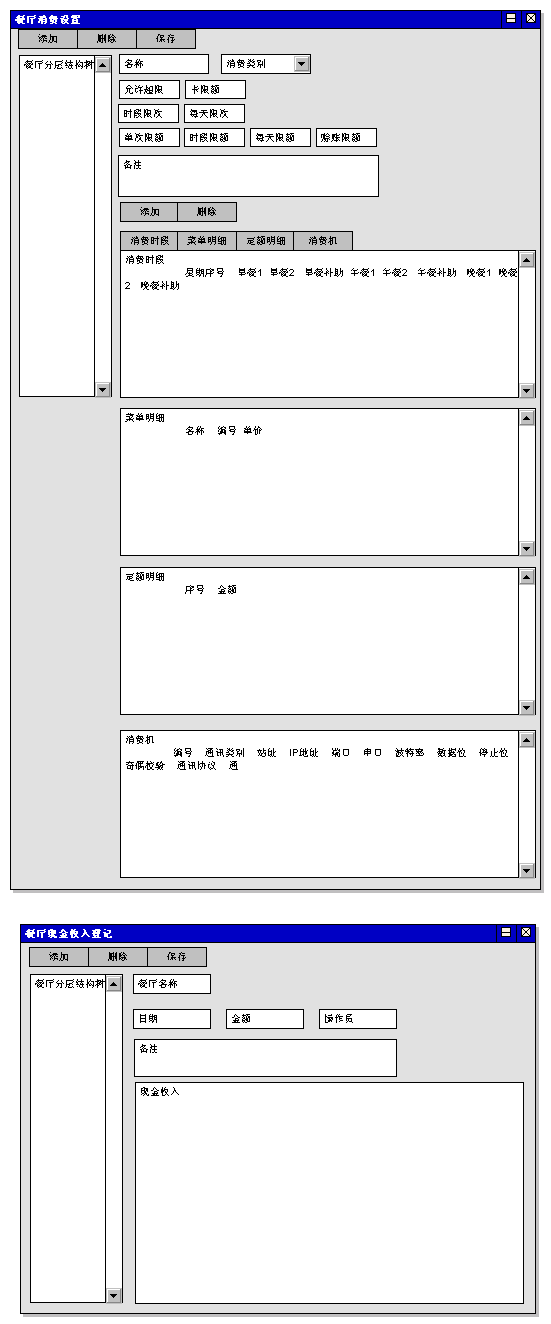 餐厅消费设置
添加 删除 保存
餐厅分层结构树
名称 消费类别
允许超限 卡限额
时段限次 每天限次
单次限额 时段限额 每天限额 赊账限额
备注
添加 删除
消费时段 菜单明细 定额明细 消费机
消费时段
星期序号 早餐1 早餐2 早餐补助 午餐1 午餐2 午餐补助 晚餐1 晚餐
2 晚餐补助
菜单明细
名称 编号 单价
定额明细
序号 金额
消费机
编号 通讯类别 站址 IP地址 端口 串口 波特率 数据位 停止位
奇偶校验 通讯协议 通
餐厅现金收入登记
添加 删除 保存
餐厅分层结构树
餐厅名称
日期 金额 操作员
备注
现金收入